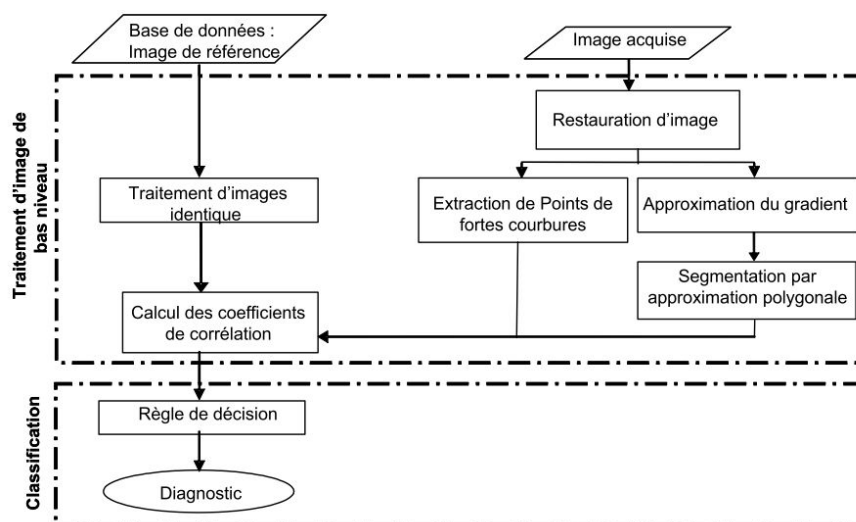 Base de données :
Image de référence
Image acquise
Traitement d'image de
bas niveau
Restauration d'image
Traitement d'images
identique
Extraction de Points de
fortes courbures
Approximation du gradient
Segmentation par
approximation polygonale
Calcul des coefficients
de corrélation
Classification
Règle de décision
Diagnostic